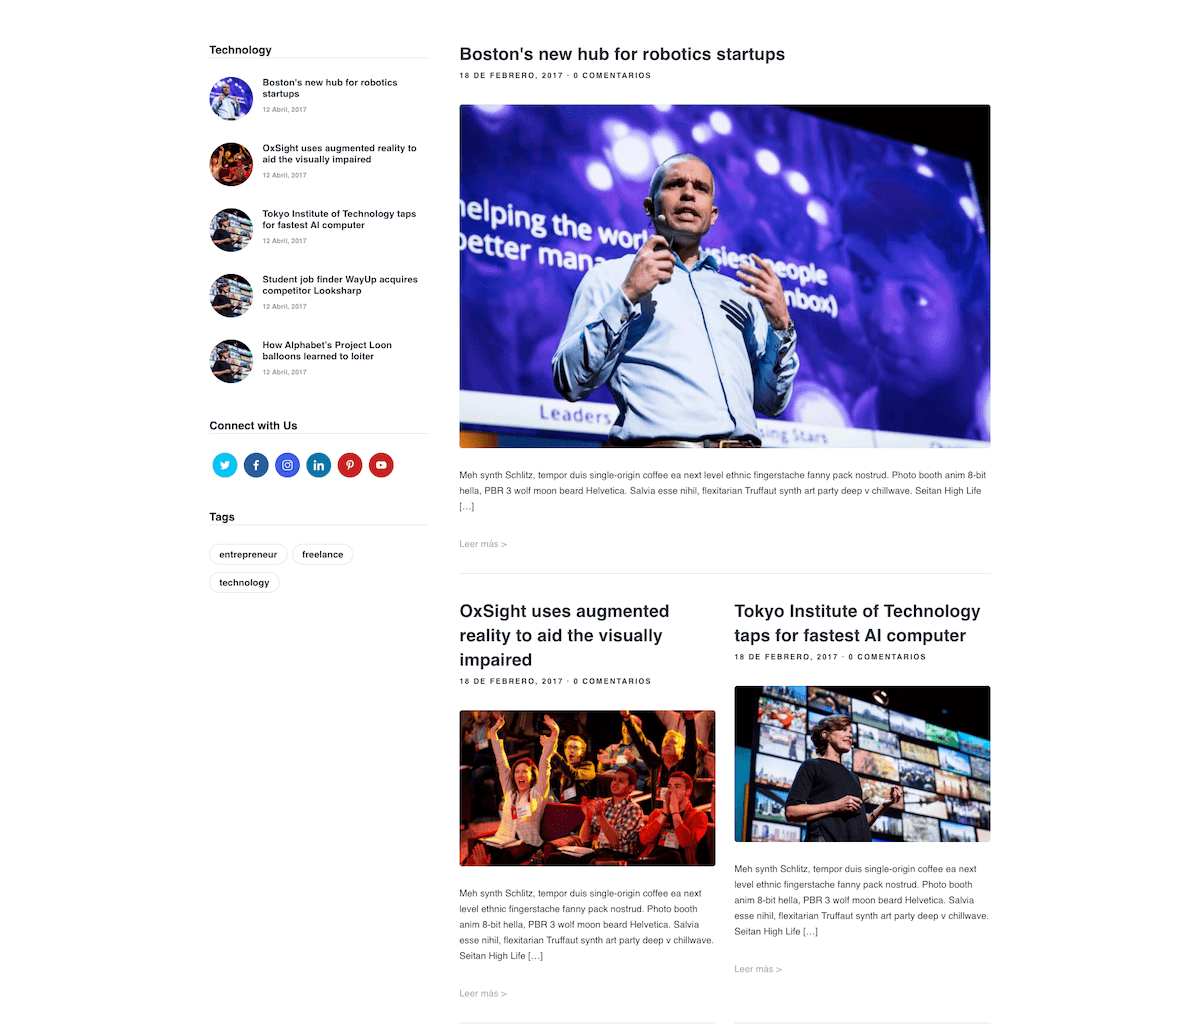 Technology
Boston's new hub for robotics
startups
12 Abril, 2017
OxSight uses augmented reality to
aid the visually impaired
12 Abril, 2017
Tokyo Institute of Technology taps
for fastest AI computer
12 Abril, 2017
Student job finder WayUp acquires
competitor Looksharp
12 Abril, 2017
How Alphabet's Project Loon
balloons learned to loiter
12 Abril, 2017
Connect with Us
Tags
entrepreneur
freelance
technology
Boston's new hub for robotics startups
18 DE FEBRERO, 2017 · 0 COMENTARIOS
helping the
people
better
inbox)
Leaders
Stars
Meh synth Schlitz, tempor duis single-origin coffee ea next level ethnic fingerstache fanny pack nostrud. Photo booth anim 8-bit
hella, PBR 3 wolf moon beard Helvetica. Salvia esse nihil, flexitarian Truffaut synth art party deep v chillwave. Seitan High Life
[…]
Leer más >
OxSight uses augmented
reality to aid the visually
impaired
18 DE FEBRERO, 2017 · 0 COMENTARIOS
Meh synth Schlitz, tempor duis single-origin coffee ea next
level ethnic fingerstache fanny pack nostrud. Photo booth
anim 8-bit hella, PBR 3 wolf moon beard Helvetica. Salvia
esse nihil, flexitarian Truffaut synth art party deep v chillwave.
Seitan High Life […]
Leer más >
Tokyo Institute of Technology
taps for fastest AI computer
18 DE FEBRERO, 2017 · 0 COMENTARIOS
Meh synth Schlitz, tempor duis single-origin coffee ea next
level ethnic fingerstache fanny pack nostrud. Photo booth
anim 8-bit hella, PBR 3 wolf moon beard Helvetica. Salvia
esse nihil, flexitarian Truffaut synth art party deep v chillwave.
Seitan High Life […]
Leer más >